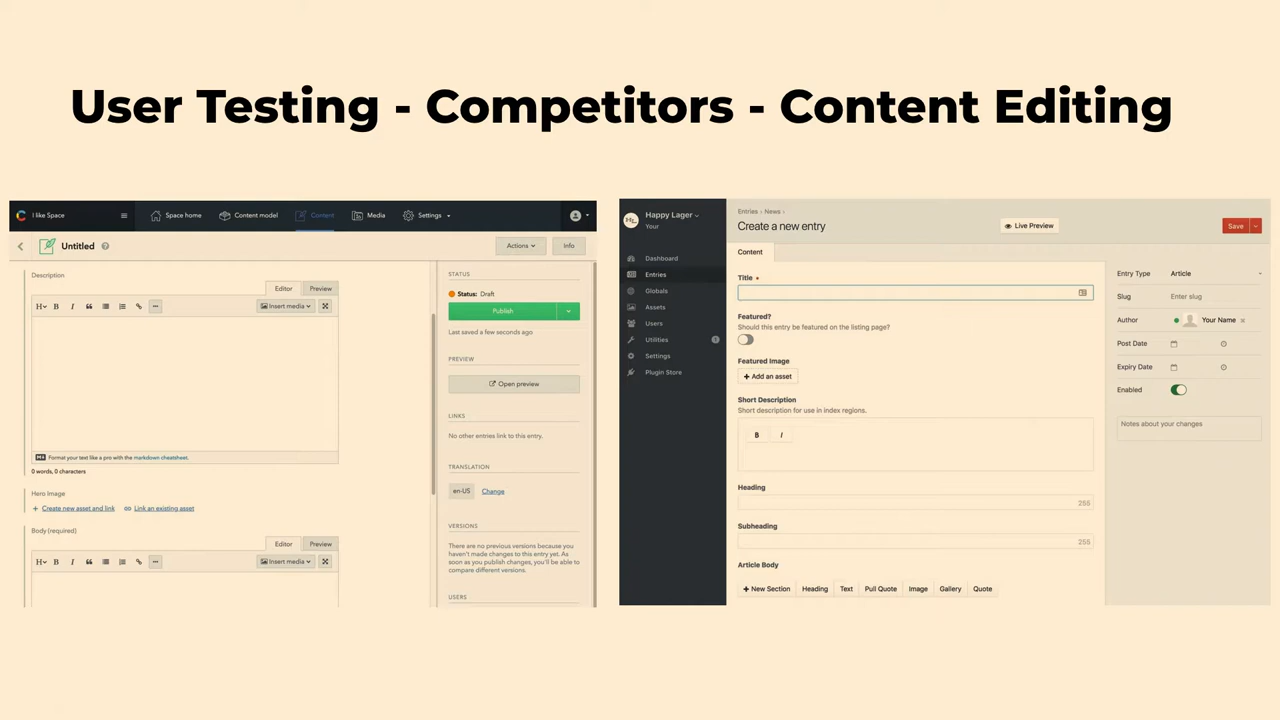 User Testing - Competitors - Content Editing
I like Space
Space home
Content model
Content
Media
Settings
Untitled
Actions
Info
Description
Editor
Preview
H B I
Insert media
Format your text like a pro with the markdown cheatsheet.
0 words, 0 characters
Hero Image
+ Create new asset and link
Link an existing asset
Body (required)
Editor
Preview
H B I
Insert media
STATUS
Status: Draft
Publish
Last saved a few seconds ago
PREVIEW
Open preview
LINKS
No other entries link to this entry.
TRANSLATION
en-US Change
VERSIONS
There are no previous versions because you
haven't made changes to this entry yet. As
soon as you publish changes, you'll be able to
compare different versions.
USERS
Happy Lager
Your
Dashboard
Entries
Globals
Assets
Users
Utilities
Settings
Plugin Store
Entries › News ›
Create a new entry
Live Preview
Save
Content
Title
Featured?
Should this entry be featured on the listing page?
Featured Image
+ Add an asset
Short Description
Short description for use in index regions.
B I
Heading
255
Subheading
255
Article Body
+ New Section Heading Text Pull Quote Image Gallery Quote
Entry Type Article
Slug Enter slug
Author Your Name
Post Date
Expiry Date
Enabled
Notes about your changes